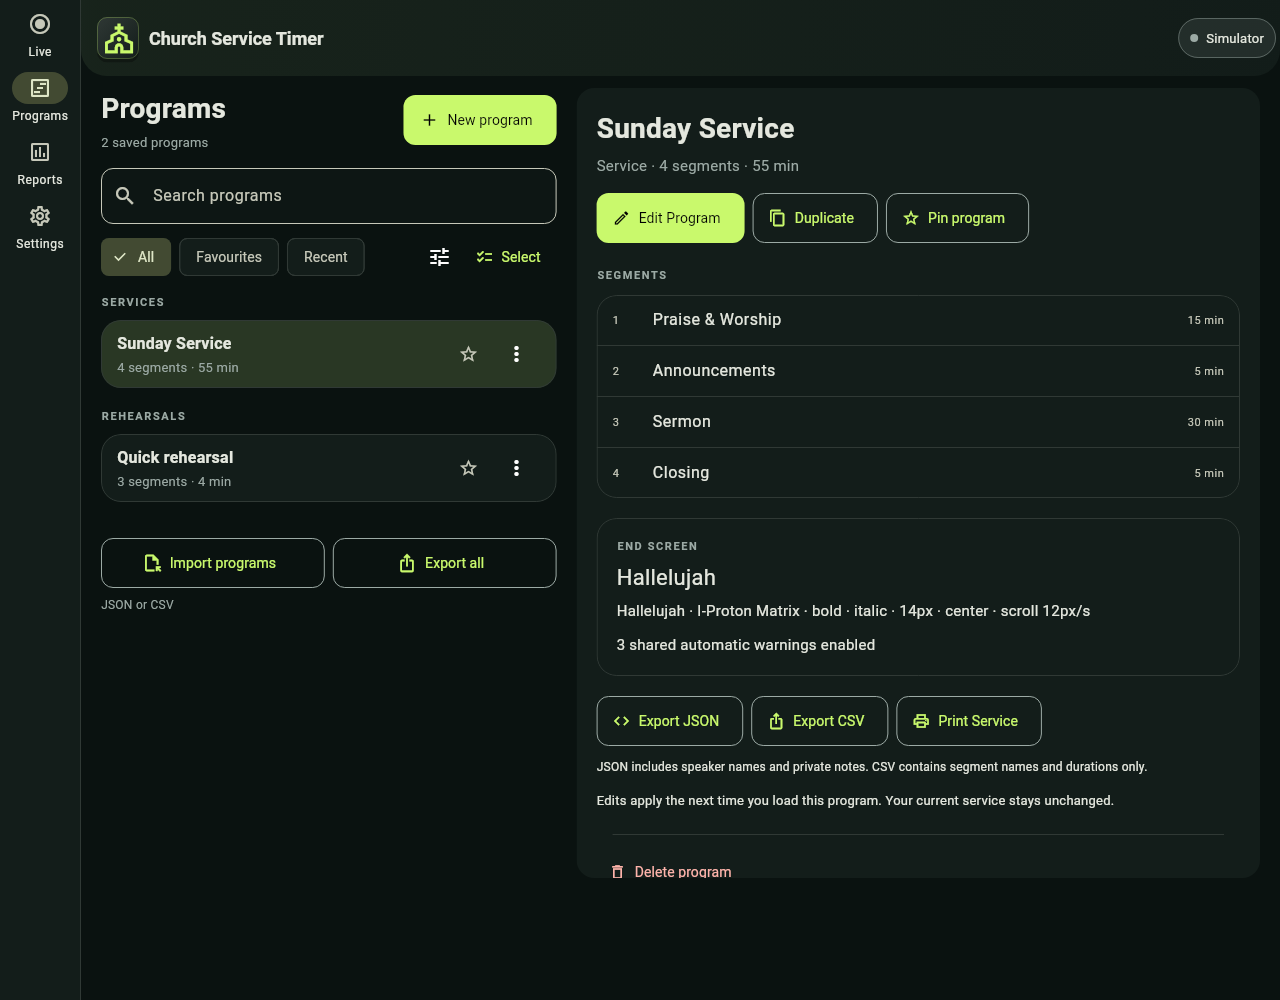 Live
Programs
Reports
Settings
Church Service Timer
Simulator
Programs
2 saved programs
New program
Search programs
All
Favourites
Recent
Select
SERVICES
Sunday Service
4 segments · 55 min
REHEARSALS
Quick rehearsal
3 segments · 4 min
Import programs
Export all
JSON or CSV
Sunday Service
Service · 4 segments · 55 min
Edit Program
Duplicate
Pin program
SEGMENTS
1 Praise & Worship 15 min
2 Announcements 5 min
3 Sermon 30 min
4 Closing 5 min
END SCREEN
Hallelujah
Hallelujah · I-Proton Matrix · bold · italic · 14px · center · scroll 12px/s
3 shared automatic warnings enabled
Export JSON
Export CSV
Print Service
JSON includes speaker names and private notes. CSV contains segment names and durations only.
Edits apply the next time you load this program. Your current service stays unchanged.
Delete program